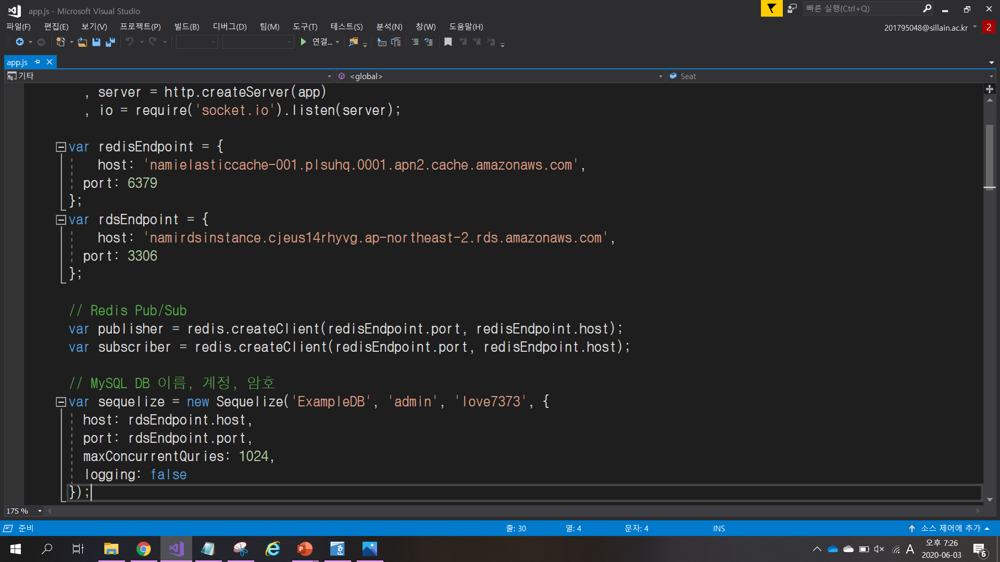 app.js - Microsoft Visual Studio
빠른 실행(Ctrl+Q)
파일(F) 편집(E) 보기(V) 프로젝트(P) 빌드(B) 디버그(D) 팀(M) 도구(T) 테스트(S) 분석(N) 창(W) 도움말(H)
201795048@sillain.ac.kr 2
연결...
app.js
기타 <global> Seat
, server = http.createServer(app)
, io = require('socket.io').listen(server);
var redisEndpoint = {
host: 'namielasticcache-001.plsuhq.0001.apn2.cache.amazonaws.com',
port: 6379
};
var rdsEndpoint = {
host: 'namirdsinstance.cjeus14rhyvg.ap-northeast-2.rds.amazonaws.com',
port: 3306
};
// Redis Pub/Sub
var publisher = redis.createClient(redisEndpoint.port, redisEndpoint.host);
var subscriber = redis.createClient(redisEndpoint.port, redisEndpoint.host);
// MySQL DB 이름, 계정, 암호
var sequelize = new Sequelize('ExampleDB', 'admin', 'love7373', {
host: rdsEndpoint.host,
port: rdsEndpoint.port,
maxConcurrentQuries: 1024,
logging: false
});
175 %
준비 줄: 30 열: 4 문자: 4 INS 소스 제어에 추가
A 오후 7:26
2020-06-03 6